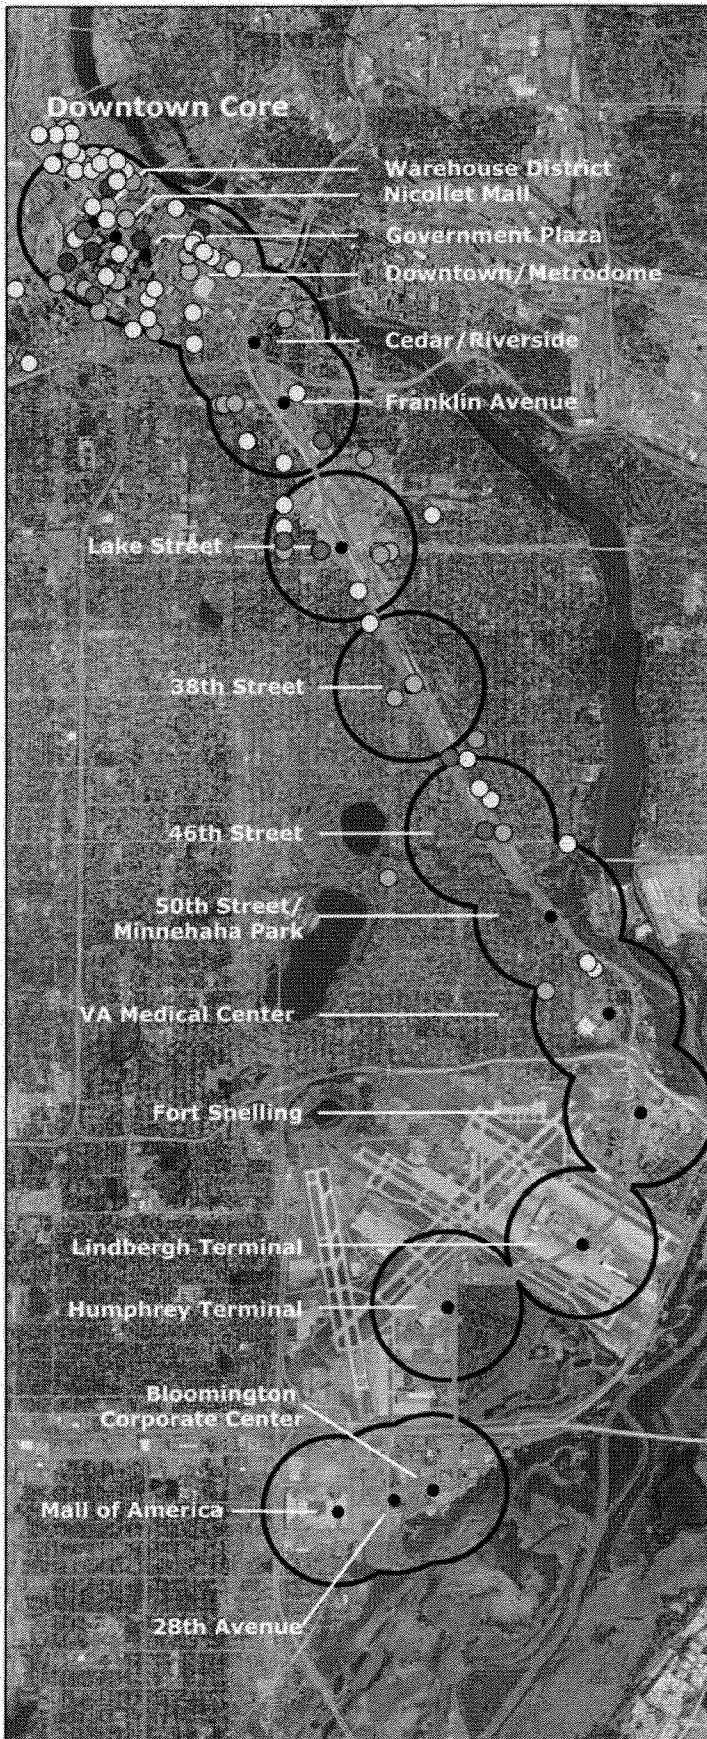 Downtown Core
Warehouse District
Nicollet Mall
Government Plaza
Downtown/Metrodome
Cedar/Riverside
Franklin Avenue
Lake Street
38th Street
46th Street
50th Street/
Minnehaha Park
VA Medical Center
Fort Snelling
Lindbergh Terminal
Humphrey Terminal
Bloomington
Corporate Center
Mall of America
28th Avenue